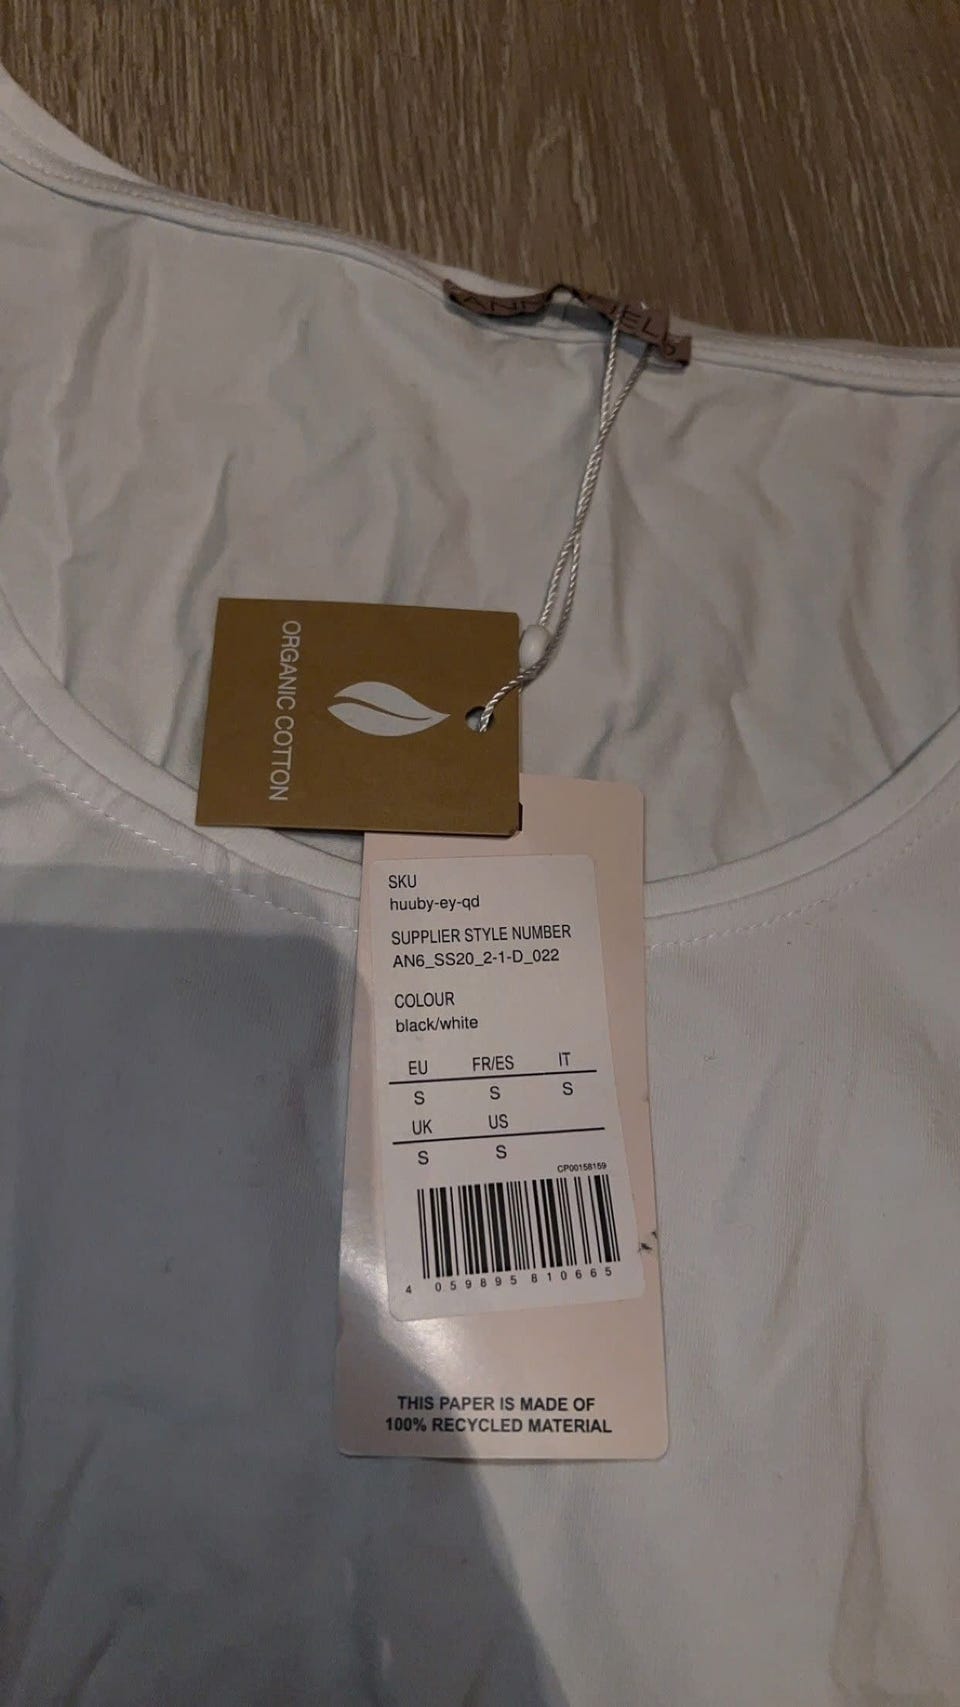 ORGANIC COTTON
SKU
huuby-ey-qd
SUPPLIER STYLE NUMBER
AN6_SS20_2-1-D_022
COLOUR
black/white
EU FR/ES IT
S S S
UK US
S S
CP00158159
4 059895 810665
THIS PAPER IS MADE OF
100% RECYCLED MATERIAL